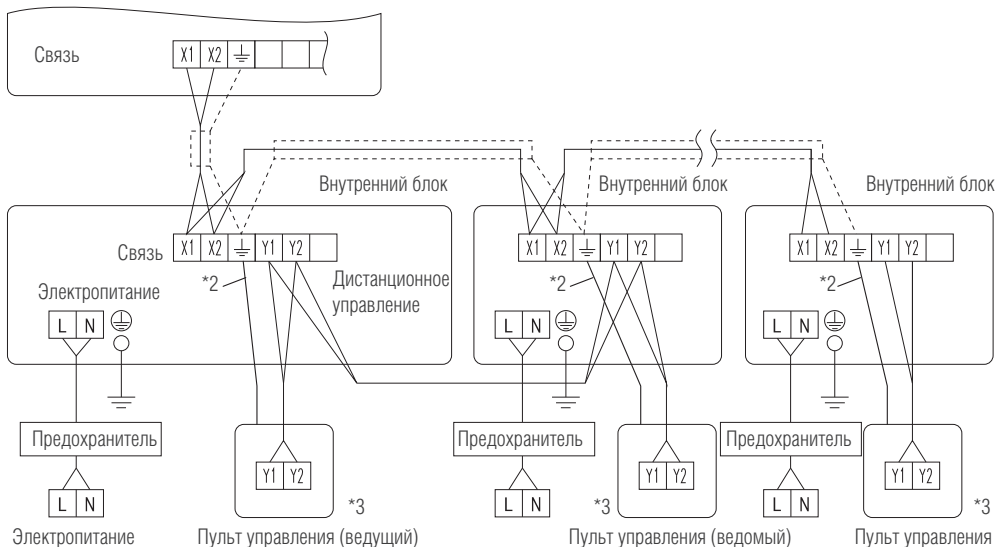 Связь
X1 X2
Внутренний блок Внутренний блок Внутренний блок
Связь X1 X2 Y1 Y2 X1 X2 Y1 Y2 X1 X2 Y1 Y2
*2 *2 *2
Дистанционное
управление
Электропитание
L N L N L N
Предохранитель Предохранитель Предохранитель
Y1 Y2 Y1 Y2 Y1 Y2
L N *3 L N *3 L N *3
Электропитание Пульт управления (ведущий) Пульт управления (ведомый) Пульт управления